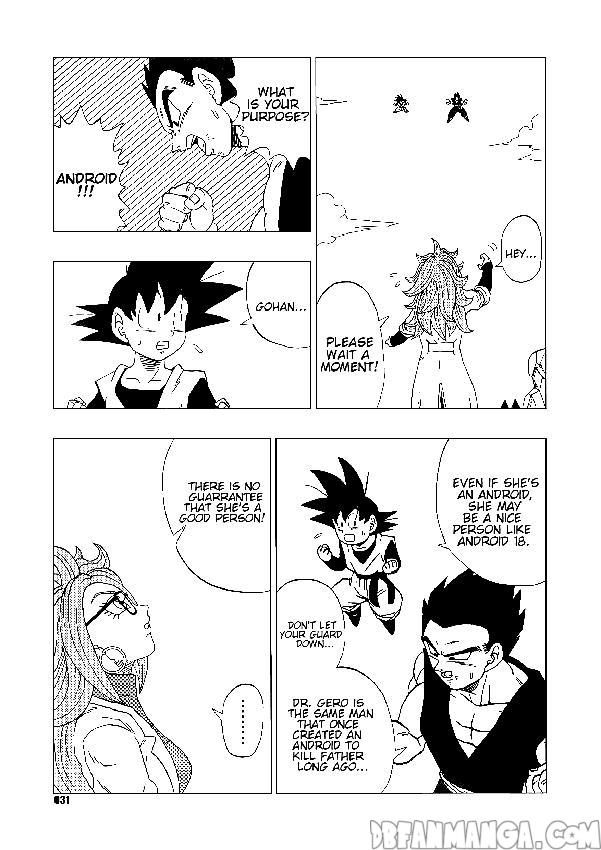 HEY...
PLEASE
WAIT A
MOMENT!
WHAT
IS YOUR
PURPOSE?
ANDROID
!!!
GOHAN...
EVEN IF SHE'S
AN ANDROID,
SHE MAY
BE A NICE
PERSON LIKE
ANDROID 18.
DON'T LET
YOUR GUARD
DOWN...
DR. GERO IS
THE SAME MAN
THAT ONCE
CREATED AN
ANDROID TO
KILL FATHER
LONG AGO...
THERE IS NO
GUARRANTEE
THAT SHE'S A
GOOD PERSON!
......
031
DBFANMANGA.COM